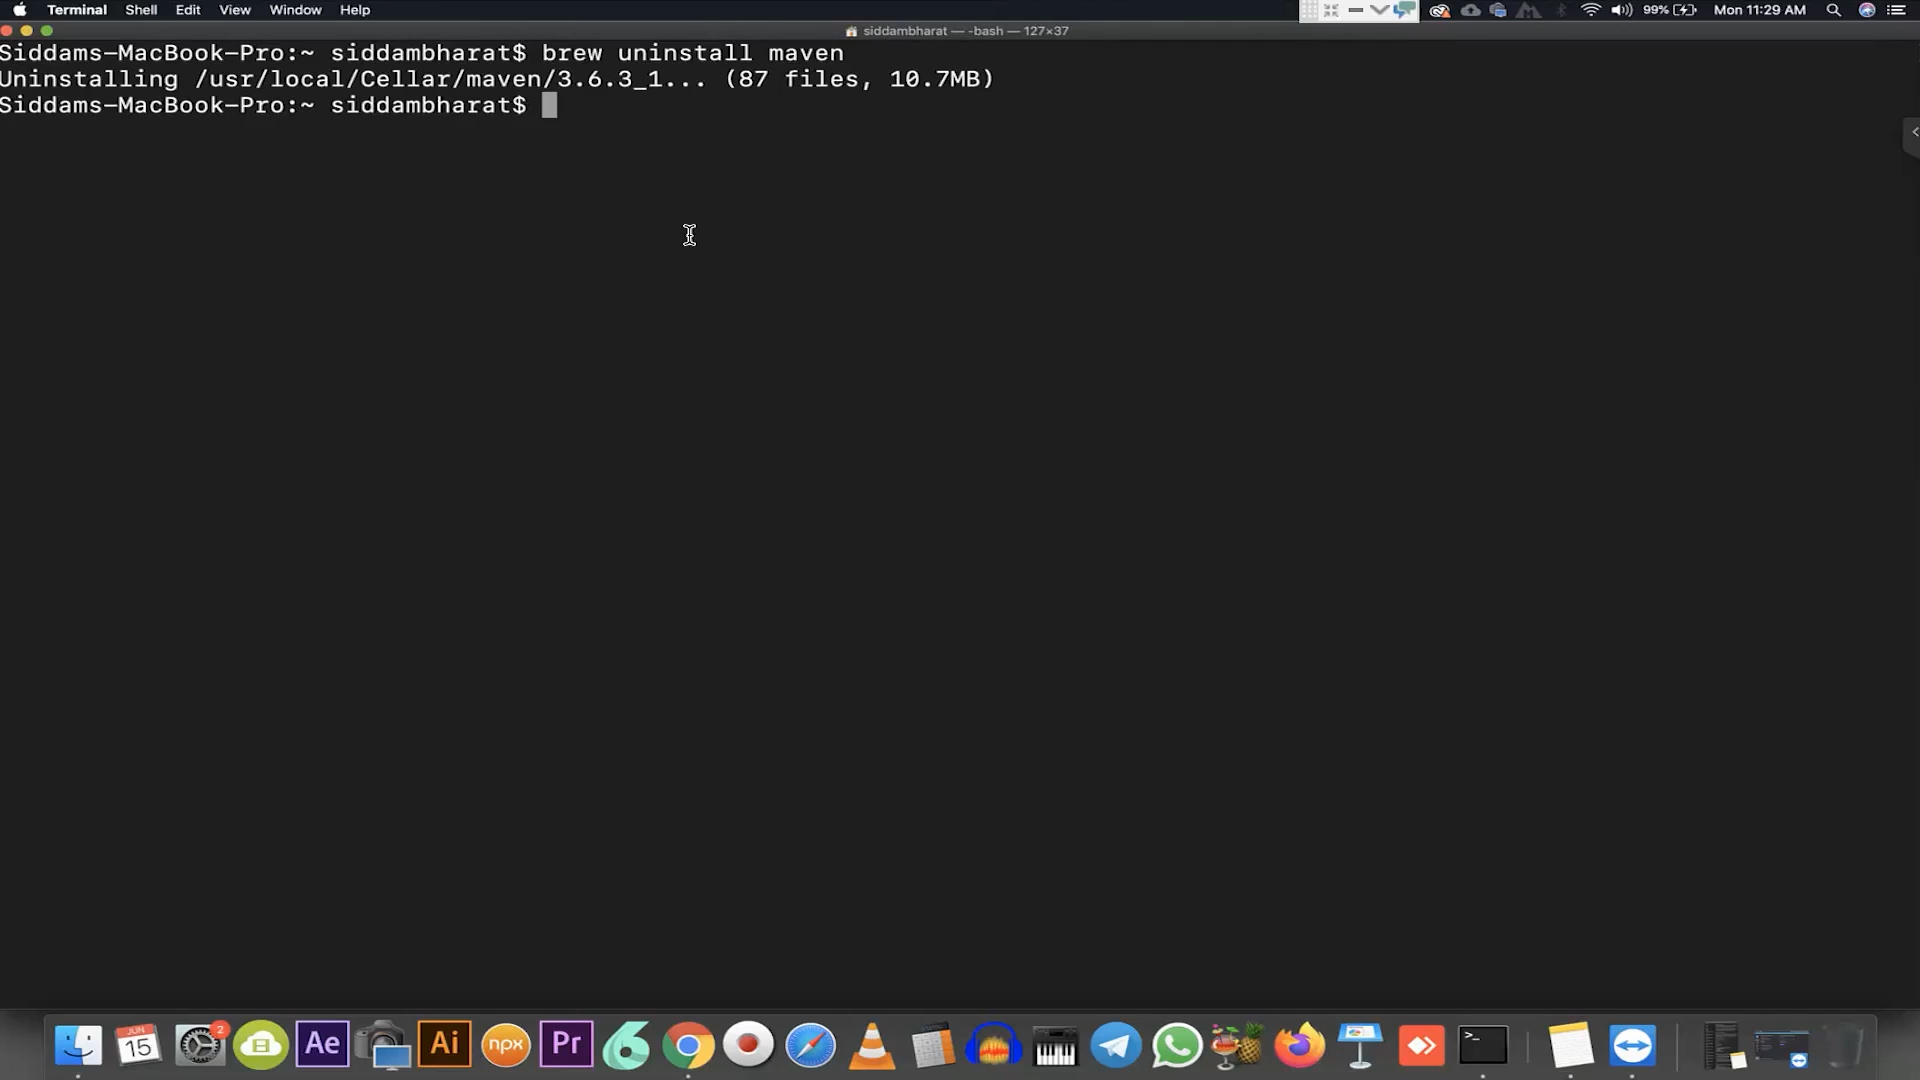 Terminal Shell Edit View Window Help 99% Mon 11:29 AM
siddambharat — -bash — 127×37
Siddams-MacBook-Pro:~ siddambharat$ brew uninstall maven
Uninstalling /usr/local/Cellar/maven/3.6.3_1... (87 files, 10.7MB)
Siddams-MacBook-Pro:~ siddambharat$
JUN 15 2 Ae Ai npx Pr >_